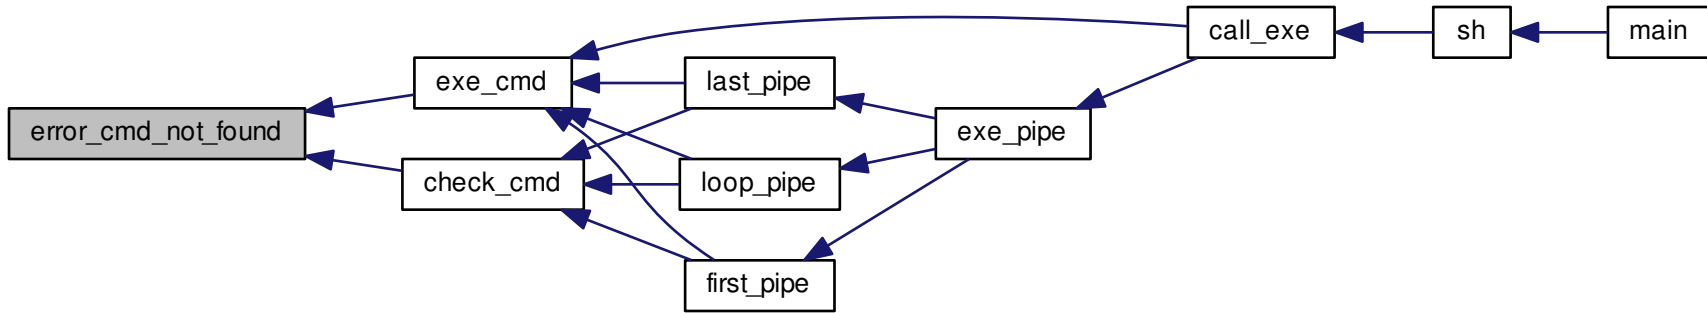 call_exe
sh
main
exe_cmd
last_pipe
error_cmd_not_found
exe_pipe
check_cmd
loop_pipe
first_pipe